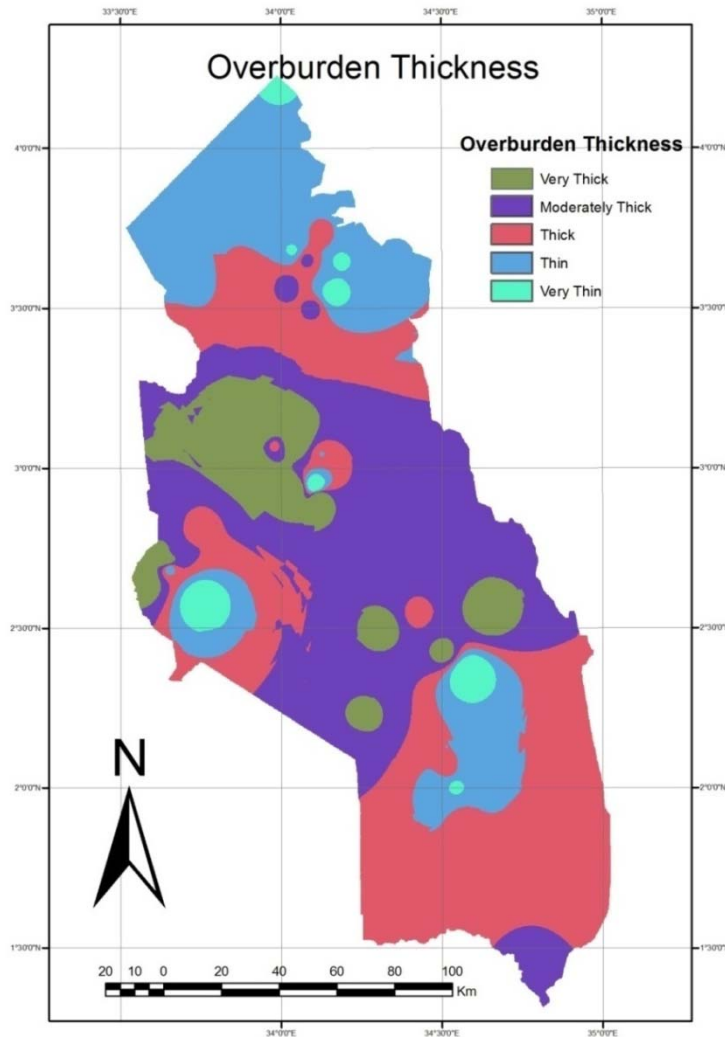 33°30'0"E 34°0'0"E 34°30'0"E 35°0'0"E
Overburden Thickness
4°0'0"N 4°0'0"N
Overburden Thickness
Very Thick
Moderately Thick
Thick
Thin
Very Thin
3°30'0"N 3°30'0"N
3°0'0"N 3°0'0"N
2°30'0"N 2°30'0"N
N
2°0'0"N 2°0'0"N
1°30'0"N 1°30'0"N
20 10 0 20 40 60 80 100
Km
34°0'0"E 34°30'0"E 35°0'0"E